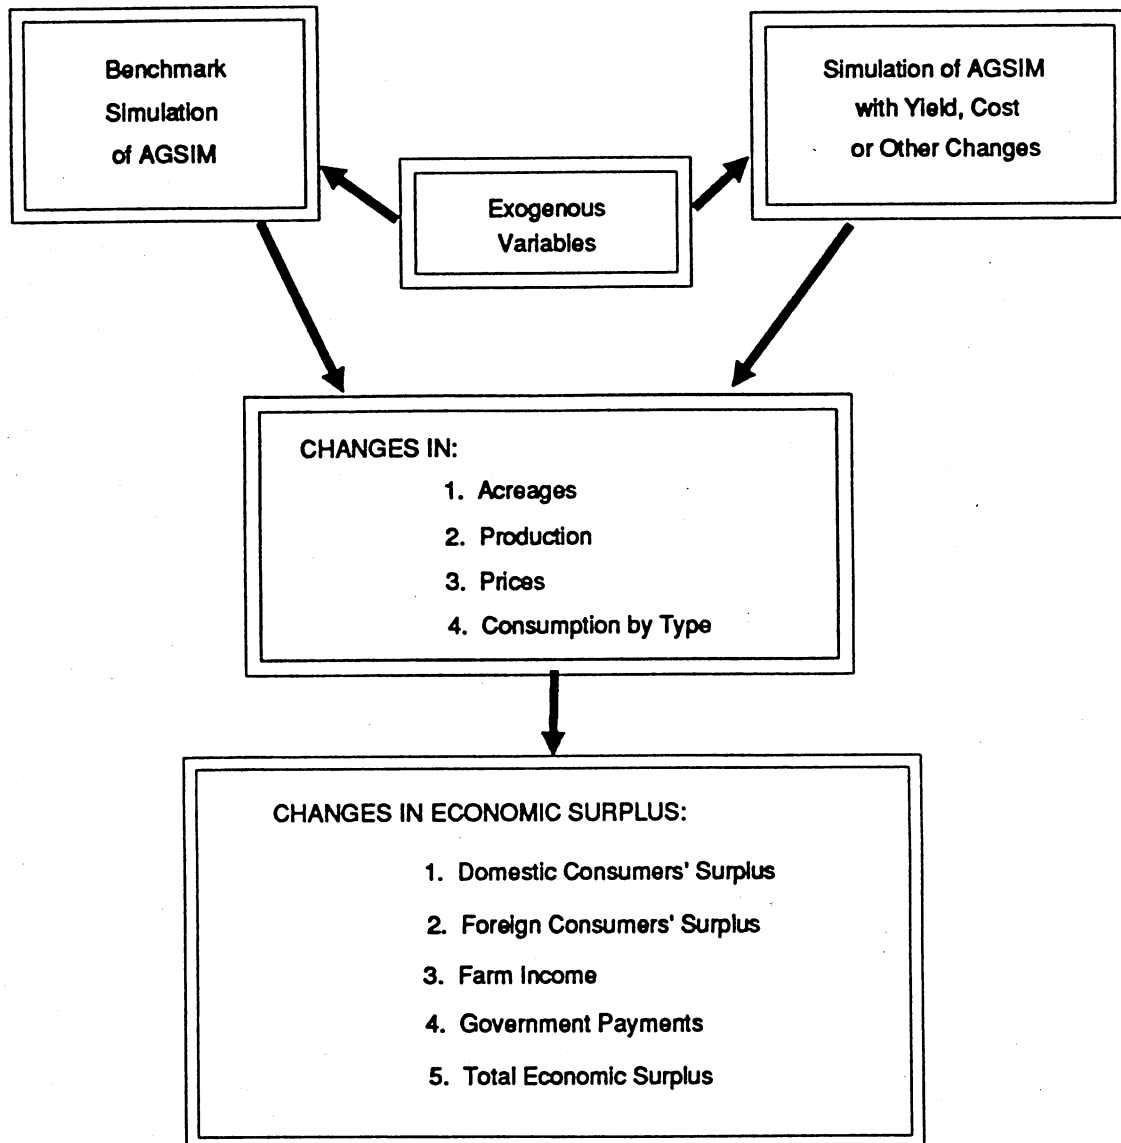 Benchmark
Simulation
of AGSIM
Simulation of AGSIM
with Yield, Cost
or Other Changes
Exogenous
Variables
CHANGES IN:
1. Acreages
2. Production
3. Prices
4. Consumption by Type
CHANGES IN ECONOMIC SURPLUS:
1. Domestic Consumers' Surplus
2. Foreign Consumers' Surplus
3. Farm Income
4. Government Payments
5. Total Economic Surplus